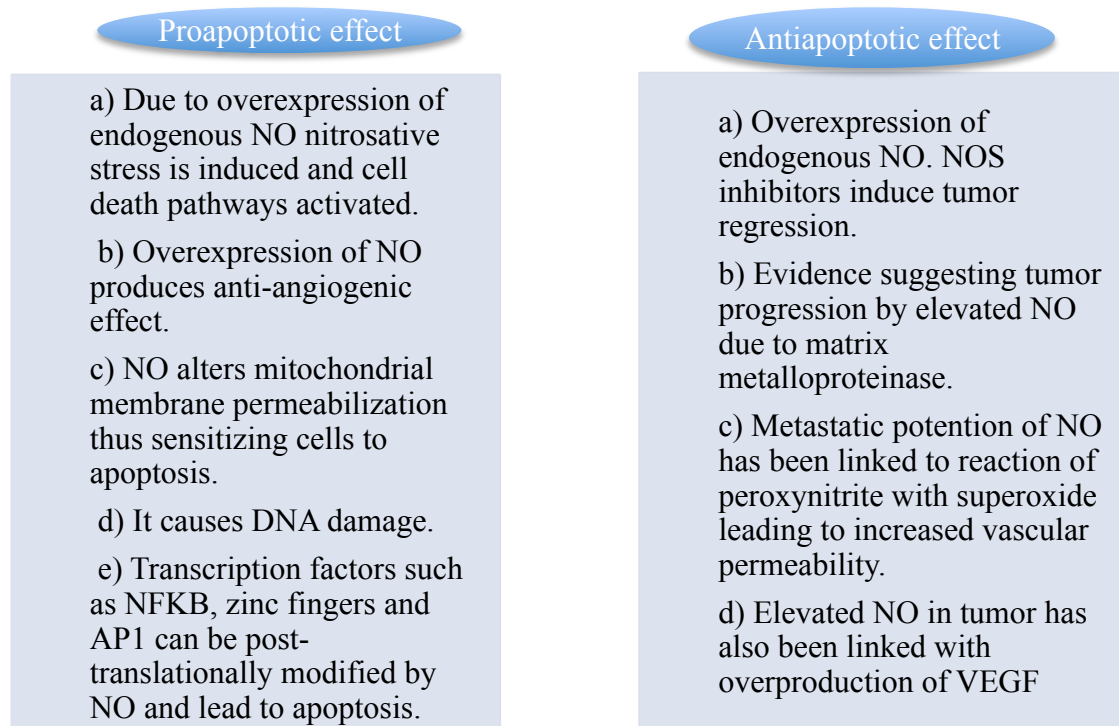 Proapoptotic effect
a) Due to overexpression of
endogenous NO nitrosative
stress is induced and cell
death pathways activated.
b) Overexpression of NO
produces anti-angiogenic
effect.
c) NO alters mitochondrial
membrane permeabilization
thus sensitizing cells to
apoptosis.
d) It causes DNA damage.
e) Transcription factors such
as NFKB, zinc fingers and
AP1 can be post-
translationally modified by
NO and lead to apoptosis.
Antiapoptotic effect
a) Overexpression of
endogenous NO. NOS
inhibitors induce tumor
regression.
b) Evidence suggesting tumor
progression by elevated NO
due to matrix
metalloproteinase.
c) Metastatic potention of NO
has been linked to reaction of
peroxynitrite with superoxide
leading to increased vascular
permeability.
d) Elevated NO in tumor has
also been linked with
overproduction of VEGF